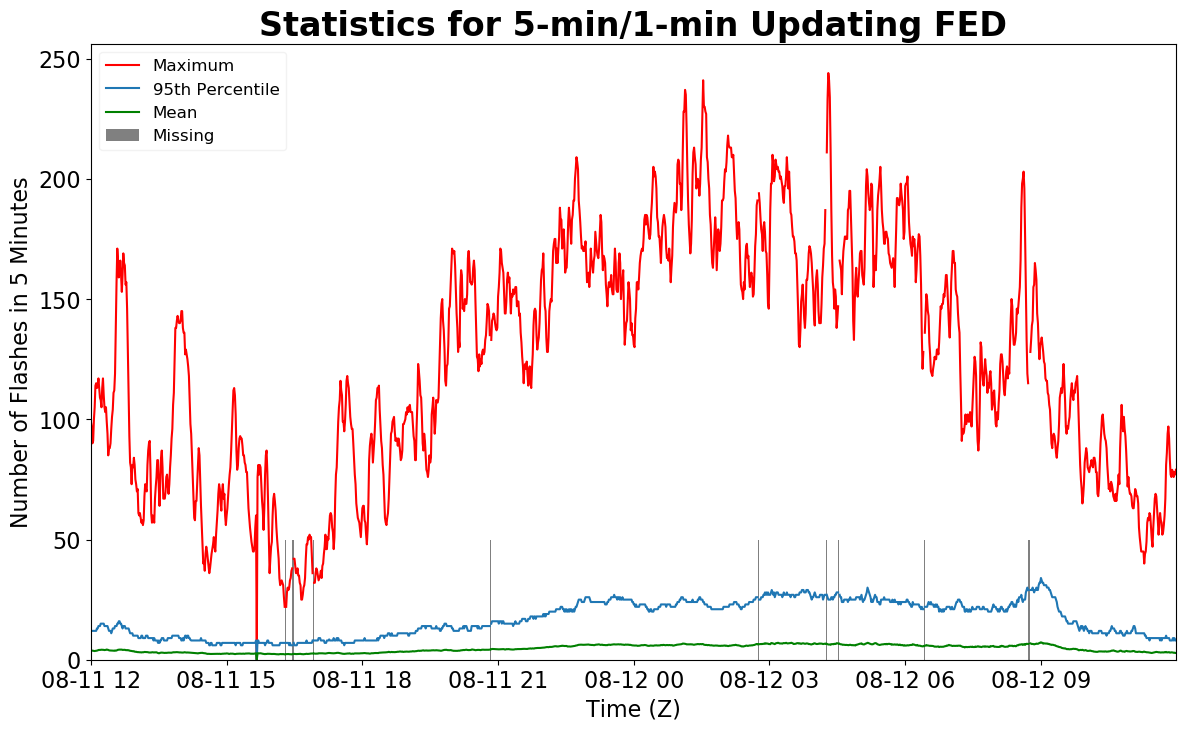 Statistics for 5-min/1-min Updating FED
Number of Flashes in 5 Minutes
250
200
150
100
50
0
Maximum
95th Percentile
Mean
Missing
08-11 12 08-11 15 08-11 18 08-11 21 08-12 00 08-12 03 08-12 06 08-12 09
Time (Z)